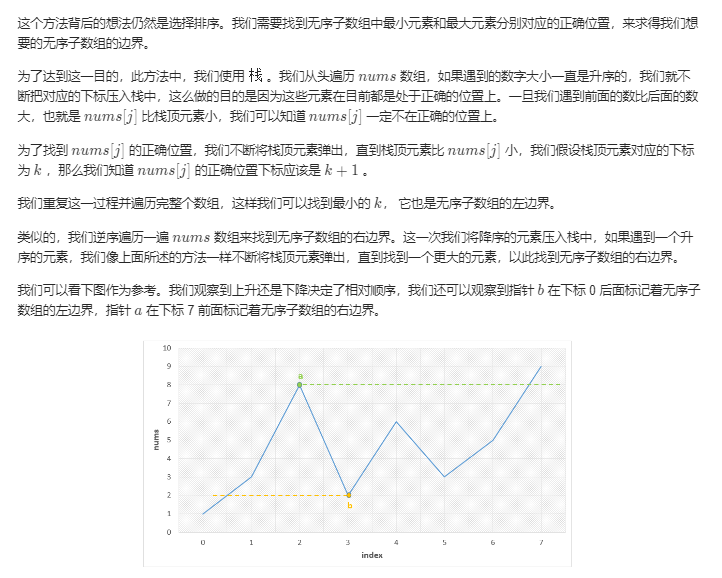 这个方法背后的想法仍然是选择排序。我们需要找到无序子数组中最小元素和最大元素分别对应的正确位置，来求得我们想
要的无序子数组的边界。
为了达到这一目的，此方法中，我们使用 栈 。我们从头遍历 nums 数组，如果遇到的数字大小一直是升序的，我们就不
断把对应的下标压入栈中，这么做的目的是因为这些元素在目前都是处于正确的位置上。一旦我们遇到前面的数比后面的数
大，也就是 nums[j] 比栈顶元素小，我们可以知道 nums[j] 一定不在正确的位置上。
为了找到 nums[j] 的正确位置，我们不断将栈顶元素弹出，直到栈顶元素比 nums[j] 小，我们假设栈顶元素对应的下标
为 k ，那么我们知道 nums[j] 的正确位置下标应该是 k + 1 。
我们重复这一过程并遍历完整个数组，这样我们可以找到最小的 k， 它也是无序子数组的左边界。
类似的，我们逆序遍历一遍 nums 数组来找到无序子数组的右边界。这一次我们将降序的元素压入栈中，如果遇到一个升
序的元素，我们像上面所述的方法一样不断将栈顶元素弹出，直到找到一个更大的元素，以此找到无序子数组的右边界。
我们可以看下图作为参考。我们观察到上升还是下降决定了相对顺序，我们还可以观察到指针 b 在下标 0 后面标记着无序子
数组的左边界，指针 a 在下标 7 前面标记着无序子数组的右边界。
10
9
8
7
6
5
4
3
2
1
0
nums
a
b
0 1 2 3 4 5 6 7
index